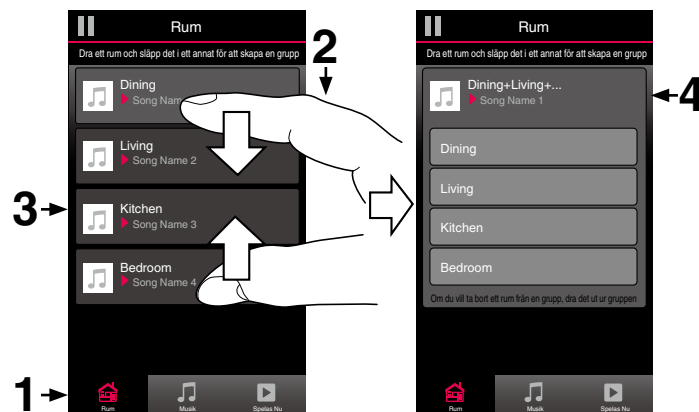 Rum
Dra ett rum och släpp det i ett annat för att skapa en grupp
2
Dining
Song Nam
Living
Song Name 2
3
Kitchen
Song Name 3
Bedroom
Song Name 4
1
Rum
Musik
Spelas Nu
Rum
Dra ett rum och släpp det i ett annat för att skapa en grupp
Dining+Living+...
Song Name 1
4
Dining
Living
Kitchen
Bedroom
Om du vill ta bort ett rum från en grupp, dra det ut ur gruppen
Rum
Musik
Spelas Nu